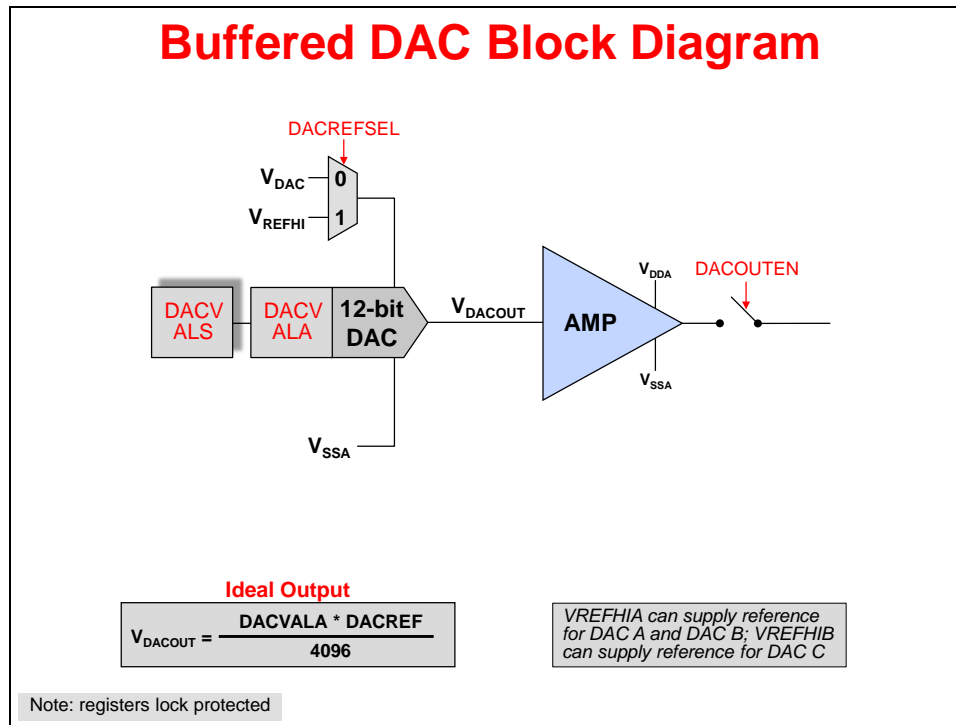 Buffered DAC Block Diagram
DACREFSEL
VDAC
0
VREFHI
1
DACV
ALS
DACV
ALA
12-bit
DAC
VDACOUT
AMP
VDDA
VSSA
DACOUTEN
VSSA
Ideal Output
VDACOUT = DACVALA * DACREF
4096
VREFHIA can supply reference
for DAC A and DAC B; VREFHIB
can supply reference for DAC C
Note: registers lock protected